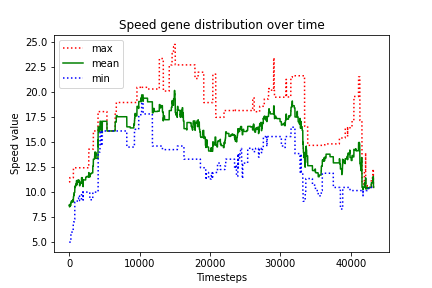 Speed gene distribution over time
max
mean
min
Speed value
25.0
22.5
20.0
17.5
15.0
12.5
10.0
7.5
5.0
0 10000 20000 30000 40000
Timesteps